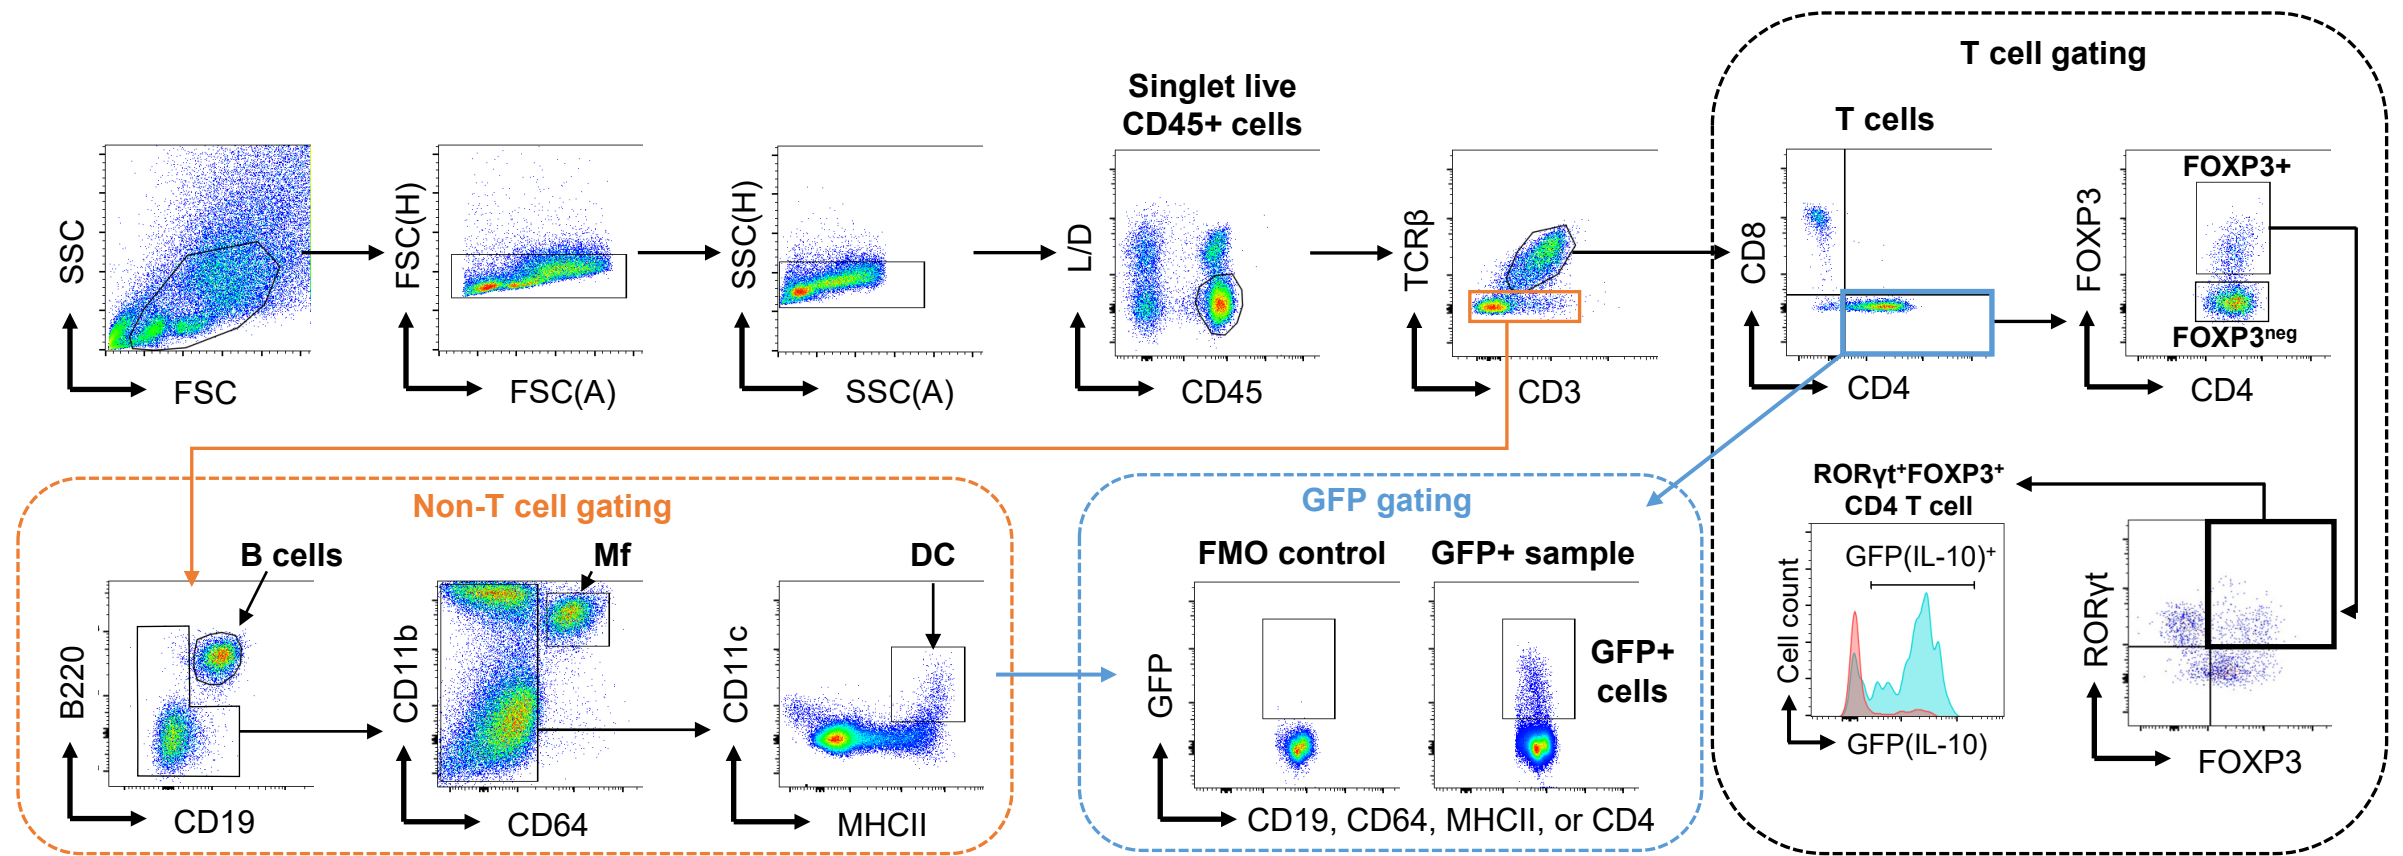 T cell gating
Singlet live
CD45+ cells
T cells
SSC
FSC
FSC(H)
FSC(A)
SSC(H)
SSC(A)
L/D
CD45
TCRβ
CD3
CD8
CD4
FOXP3
FOXP3+
FOXP3neg
CD4
Non-T cell gating
B cells
Mf
DC
B220
CD19
CD11b
CD64
CD11c
MHCII
GFP gating
FMO control
GFP+ sample
GFP
GFP+
cells
CD19, CD64, MHCII, or CD4
RORγt+FOXP3+
CD4 T cell
GFP(IL-10)+
Cell count
GFP(IL-10)
RORγt
FOXP3